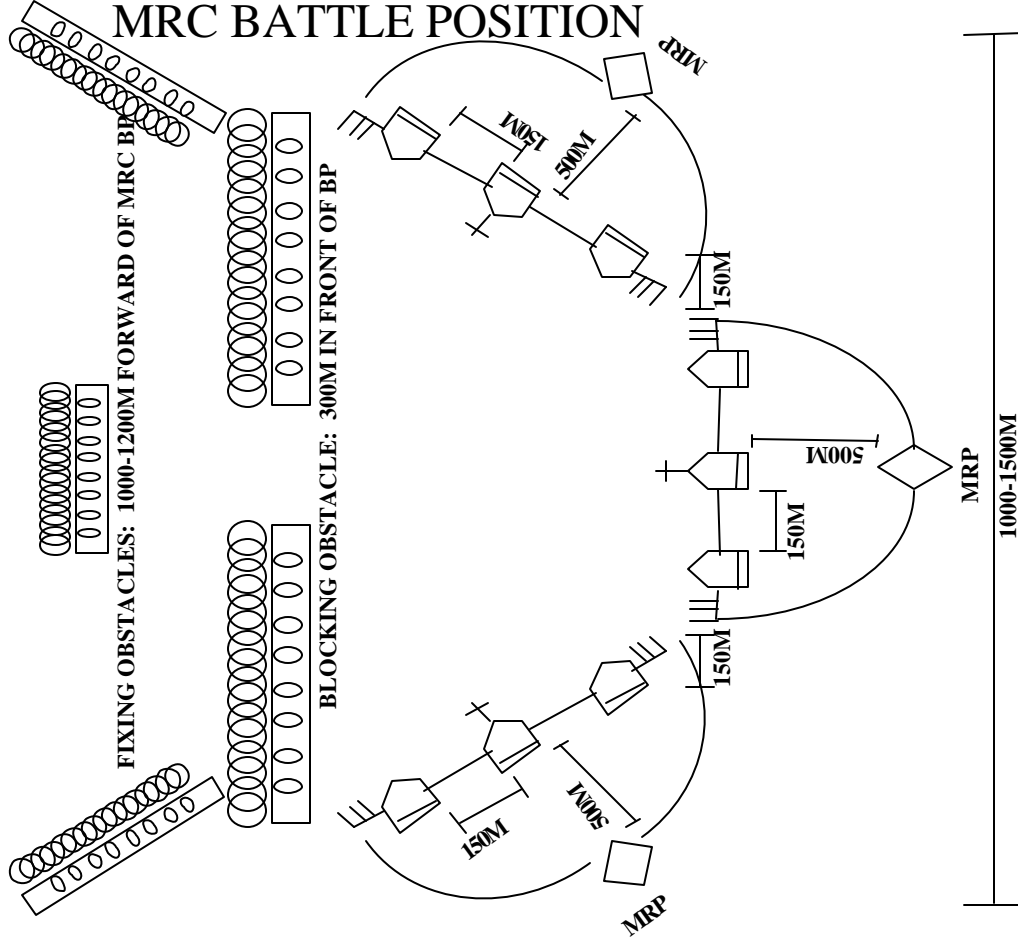 MRC BATTLE POSITION
MRP
150M
500M
FIXING OBSTACLES: 1000-1200M FORWARD OF MRC BP
BLOCKING OBSTACLE: 300M IN FRONT OF BP
150M
500M
MRP
1000-1500M
150M
150M
500M
150M
MRP